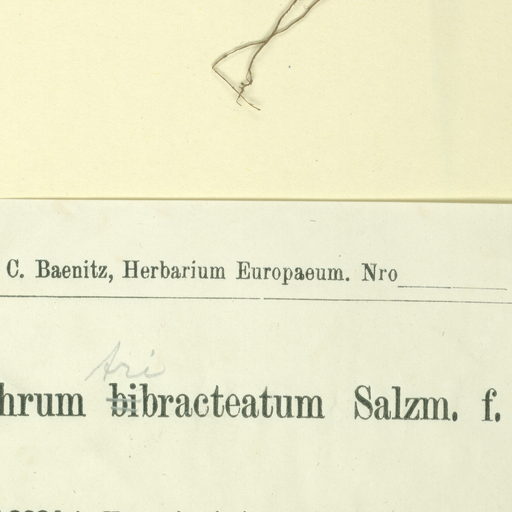 C. Baenitz, Herbarium Europaeum. Nro
tri
hrum bibracteatum Salzm. f.